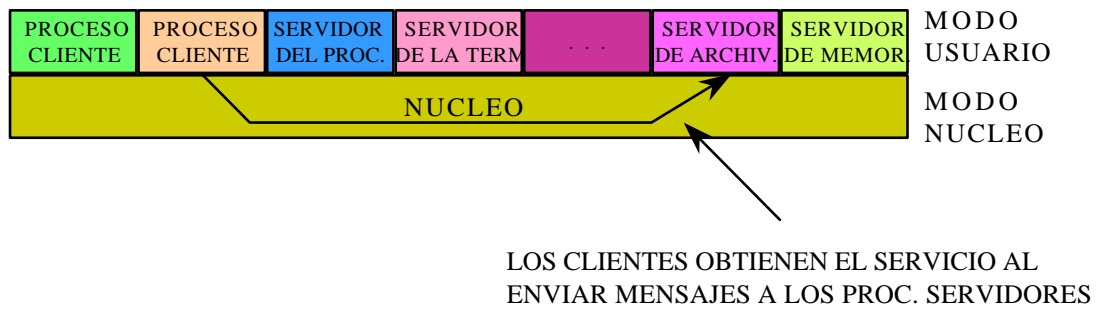 PROCESO
CLIENTE
PROCESO
CLIENTE
SERVIDOR
DEL PROC.
SERVIDOR
DE LA TERM
. . .
SERVIDOR
DE ARCHIV.
SERVIDOR
DE MEMOR.
MODO
USUARIO
NUCLEO
MODO
NUCLEO
LOS CLIENTES OBTIENEN EL SERVICIO AL
ENVIAR MENSAJES A LOS PROC. SERVIDORES